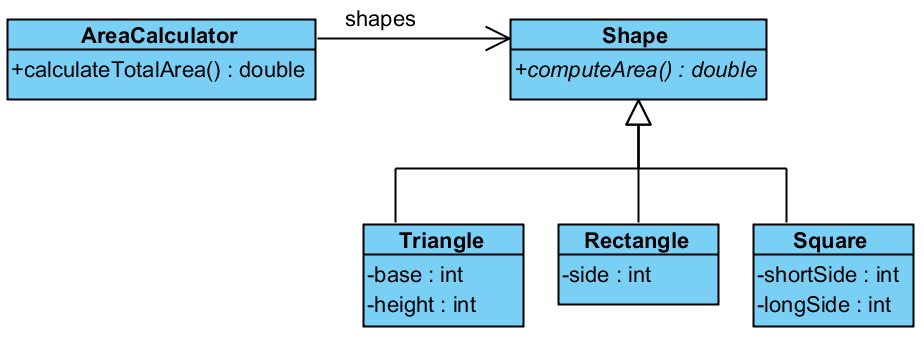 AreaCalculator
+calculateTotalArea() : double
shapes
Shape
+computeArea() : double
Triangle
-base : int
-height : int
Rectangle
-side : int
Square
-shortSide : int
-longSide : int